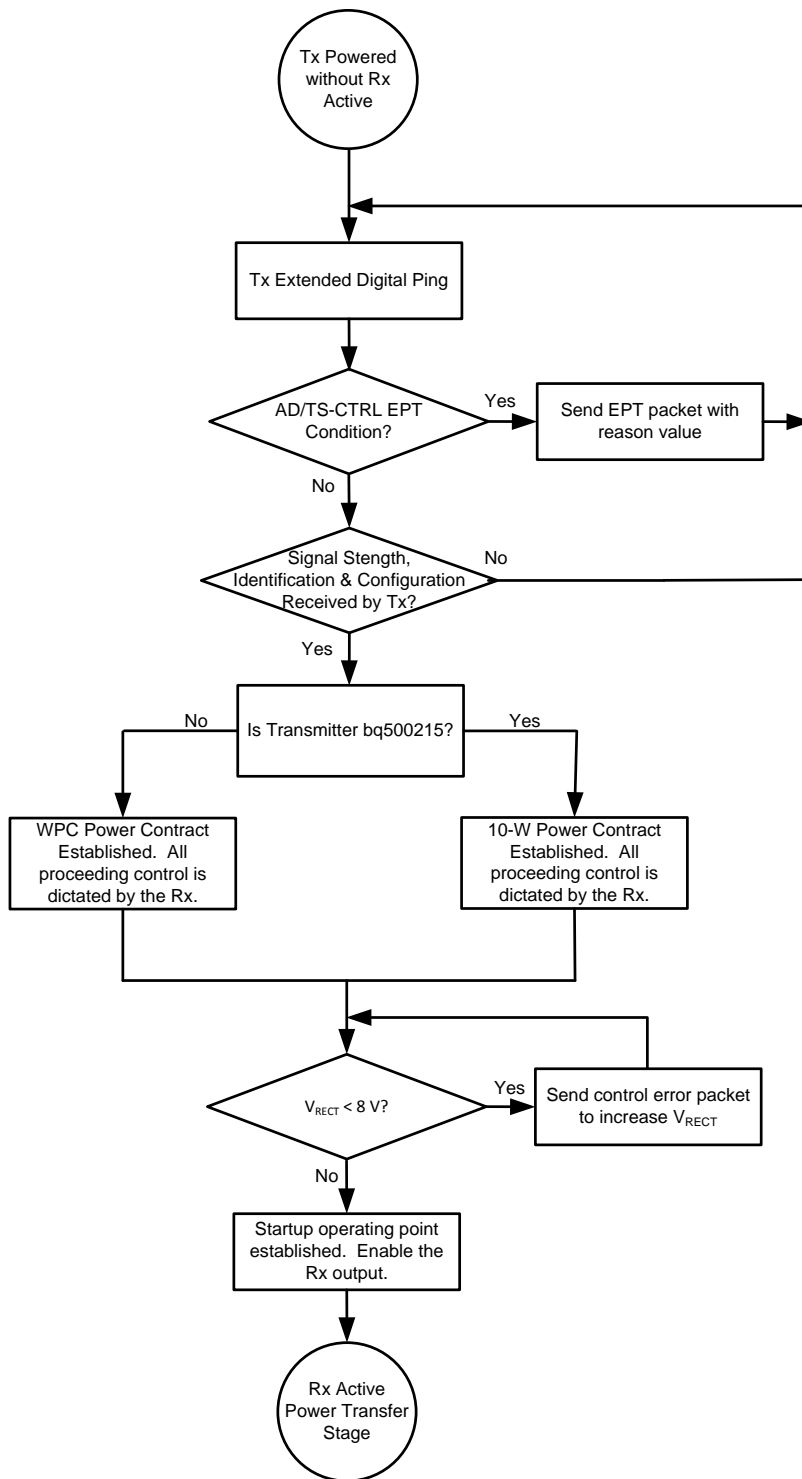 Tx Powered
without Rx
Active
Tx Extended Digital Ping
AD/TS-CTRL EPT
Condition?
Yes
Send EPT packet with
reason value
No
Signal Stength,
Identification & Configuration
Received by Tx?
No
Yes
Is Transmitter bq500215?
No
Yes
WPC Power Contract
Established. All
proceeding control is
dictated by the Rx.
10-W Power Contract
Established. All
proceeding control is
dictated by the Rx.
VRECT < 8 V?
Yes
Send control error packet
to increase VRECT
No
Startup operating point
established. Enable the
Rx output.
Rx Active
Power Transfer
Stage